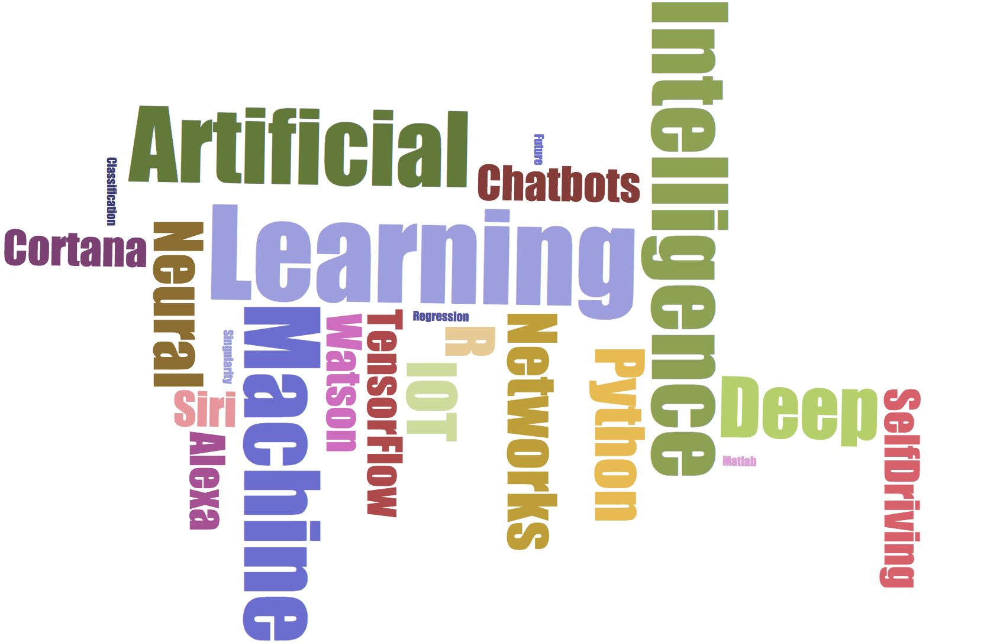 Intelligence
Artificial
Future
Classification
Chatbots
Learning
Neural
Cortana
Machine
Tensorflow
Regression
Watson
Networks
R
Singularity
Python
IOT
Deep
Siri
SelfDriving
Alexa
Matlab